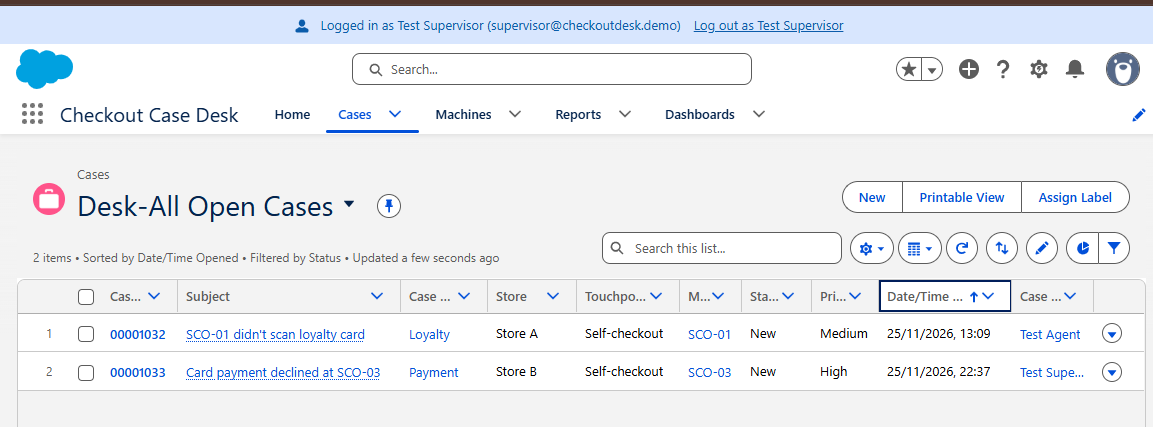 Logged in as Test Supervisor (supervisor@checkoutdesk.demo) Log out as Test Supervisor
Search...
Checkout Case Desk Home Cases Machines Reports Dashboards
Cases
Desk-All Open Cases
New Printable View Assign Label
2 items • Sorted by Date/Time Opened • Filtered by Status • Updated a few seconds ago
Search this list...
Cas... Subject Case ... Store Touchpo... M... Sta... Pri... Date/Time ... Case ...
1 00001032 SCO-01 didn't scan loyalty card Loyalty Store A Self-checkout SCO-01 New Medium 25/11/2026, 13:09 Test Agent
2 00001033 Card payment declined at SCO-03 Payment Store B Self-checkout SCO-03 New High 25/11/2026, 22:37 Test Supe...